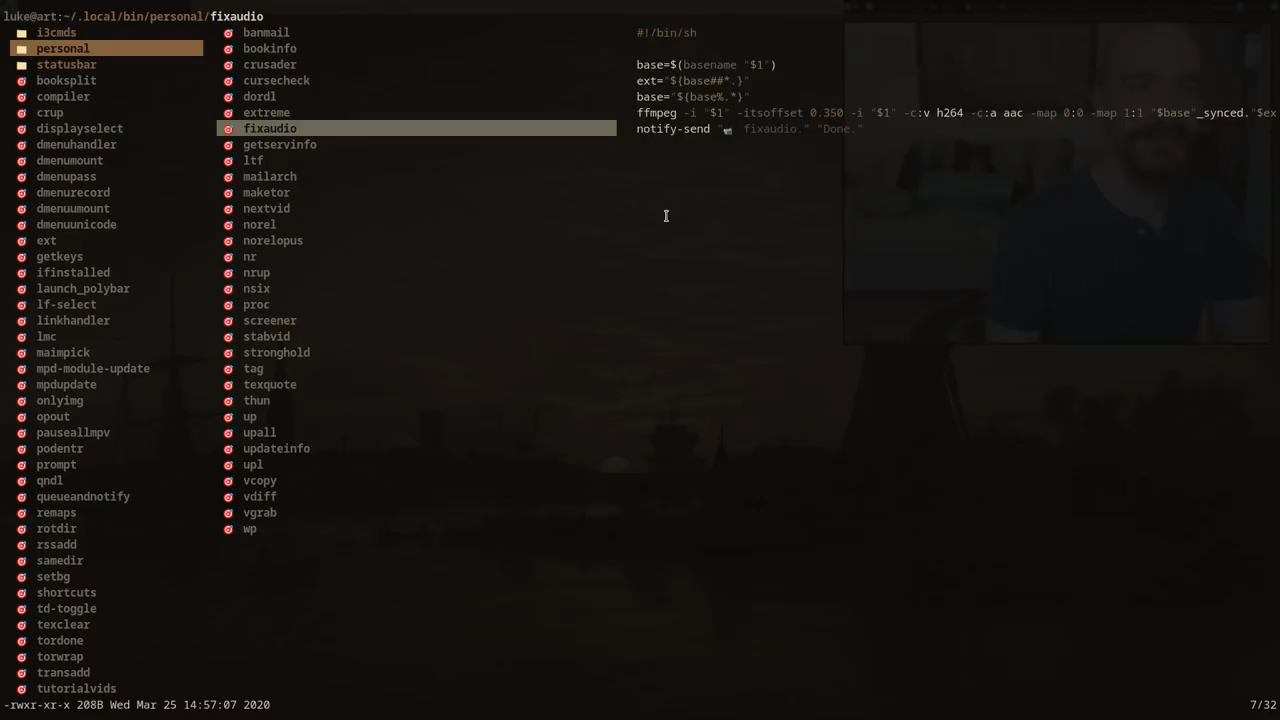 luke@art:~/.local/bin/personal/fixaudio
i3cmds
personal
statusbar
booksplit
compiler
crup
displayselect
dmenuhandler
dmenumount
dmenupass
dmenurecord
dmenuumount
dmenuunicode
ext
getkeys
ifinstalled
launch_polybar
lf-select
linkhandler
lmc
maimpick
mpd-module-update
mpdupdate
onlyimg
opout
pauseallmpv
podentr
prompt
qndl
queueandnotify
remaps
rotdir
rssadd
samedir
setbg
shortcuts
td-toggle
texclear
tordone
torwrap
transadd
tutorialvids
banmail
bookinfo
crusader
cursecheck
dordl
extreme
fixaudio
getservinfo
ltf
mailarch
maketor
nextvid
norel
norelopus
nr
nrup
nsix
proc
screener
stabvid
stronghold
tag
texquote
thun
up
upall
updateinfo
upl
vcopy
vdiff
vgrab
wp
#!/bin/sh
base=$(basename "$1")
ext="${base##*.}"
base="${base%.*}"
ffmpeg -i "$1" -itsoffset 0.350 -i "$1" -c:v h264 -c:a aac -map 0:0 -map 1:1 "$base"_synced."$ex
notify-send "📹 fixaudio." "Done."
-rwxr-xr-x 208B Wed Mar 25 14:57:07 2020
7/32